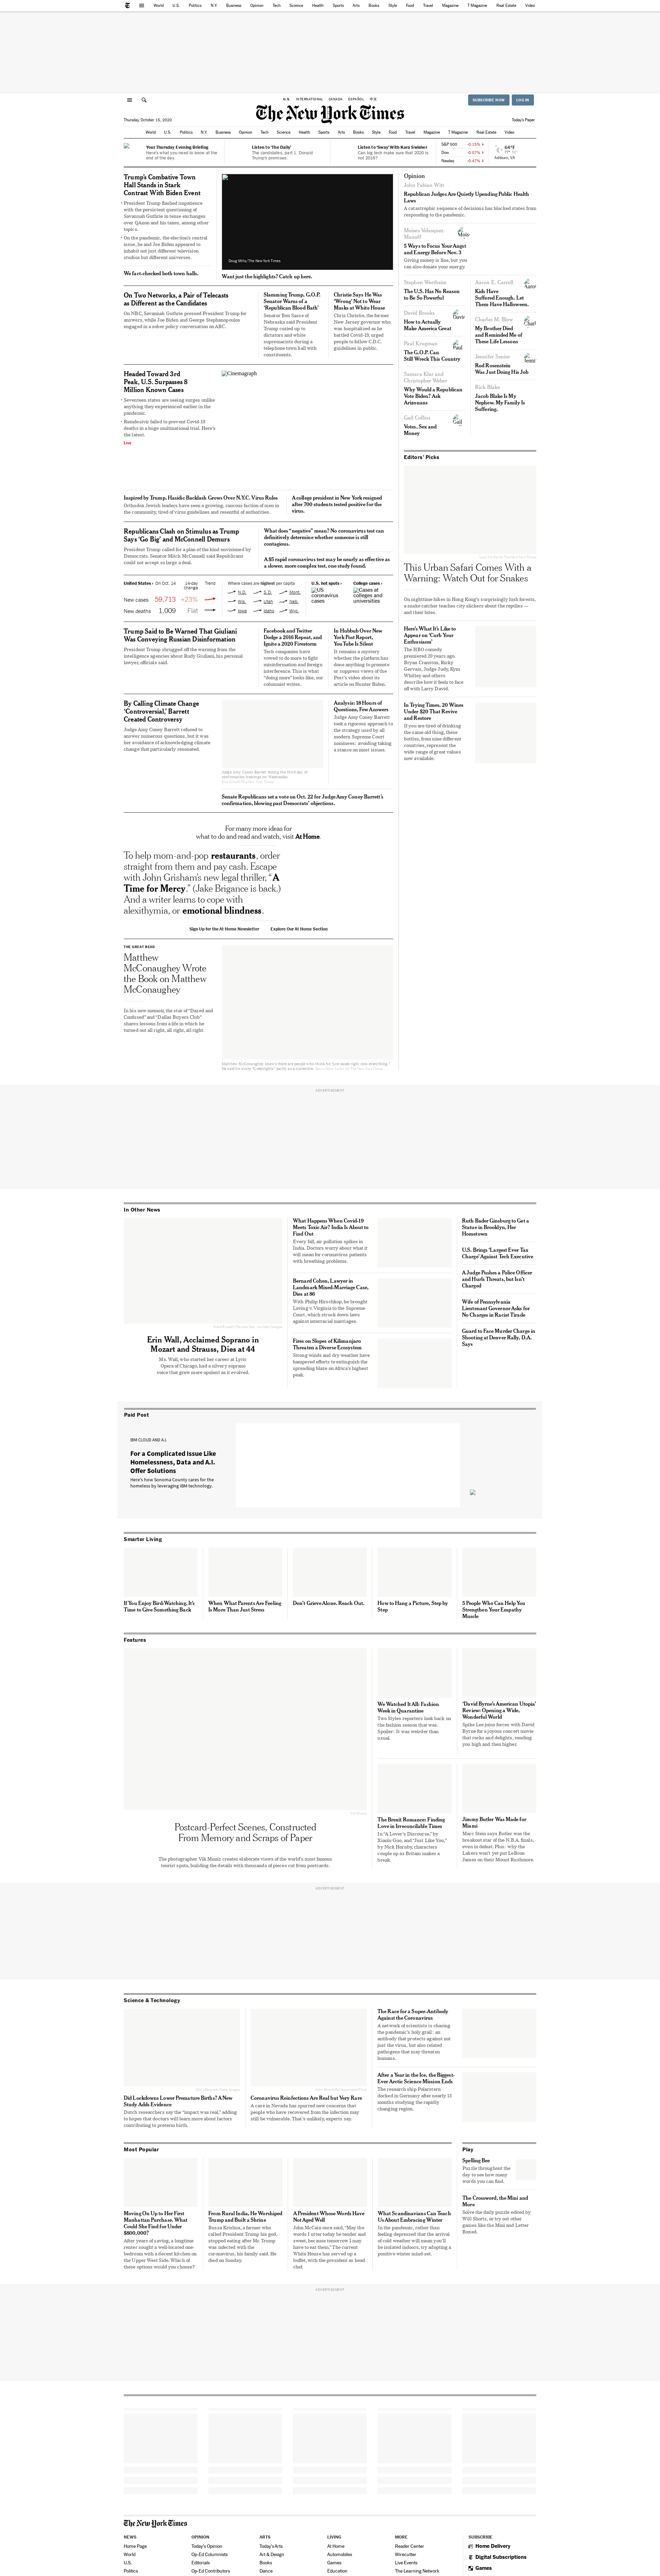 World U.S. Politics N.Y. Business Opinion Tech Science Health Sports Arts Books Style Food Travel Magazine T Magazine Real Estate Video
U.S. INTERNATIONAL CANADA ESPAÑOL 中文
SUBSCRIBE NOW LOG IN
The New York Times
Thursday, October 15, 2020
Today's Paper
World U.S. Politics N.Y. Business Opinion Tech Science Health Sports Arts Books Style Food Travel Magazine T Magazine Real Estate Video
Your Thursday Evening Briefing
Here's what you need to know at the
end of the day.
Listen to 'The Daily'
The candidates, part 1: Donald
Trump's promises.
Listen to 'Sway' With Kara Swisher
Can big tech make sure that 2020 is
not 2016?
S&P 500 -0.15%
Dow -0.07%
Nasdaq -0.47%
Ashburn, VA
Trump's Combative Town
Hall Stands in Stark
Contrast With Biden Event
President Trump flashed impatience
with the persistent questioning of
Savannah Guthrie in tense exchanges
over QAnon and his taxes, among other
topics.
On the pandemic, the election's central
issue, he and Joe Biden appeared to
inhabit not just different television
studios but different universes.
We fact-checked both town halls.
Doug Mills/The New York Times
Want just the highlights? Catch up here.
On Two Networks, a Pair of Telecasts
as Different as the Candidates
On NBC, Savannah Guthrie pressed President Trump for
answers, while Joe Biden and George Stephanopoulos
engaged in a sober policy conversation on ABC.
Slamming Trump, G.O.P.
Senator Warns of a
'Republican Blood Bath'
Senator Ben Sasse of
Nebraska said President
Trump cozied up to
dictators and white
supremacists during a
telephone town hall with
constituents.
Christie Says He Was
'Wrong' Not to Wear
Masks at White House
Chris Christie, the former
New Jersey governor who
was hospitalized as he
battled Covid-19, urged
people to follow C.D.C.
guidelines in public.
Headed Toward 3rd
Peak, U.S. Surpasses 8
Million Known Cases
Seventeen states are seeing surges unlike
anything they experienced earlier in the
pandemic.
Remdesivir failed to prevent Covid-19
deaths in a huge multinational trial. Here's
the latest.
Live
Cinemagraph
Inspired by Trump, Hasidic Backlash Grows Over N.Y.C. Virus Rules
Orthodox Jewish leaders have seen a growing, raucous faction of men in
the community, tired of virus guidelines and resentful of authorities.
A college president in New York resigned
after 700 students tested positive for the
virus.
Republicans Clash on Stimulus as Trump
Says 'Go Big' and McConnell Demurs
President Trump called for a plan of the kind envisioned by
Democrats. Senator Mitch McConnell said Republicans
could not accept so large a deal.
What does "negative" mean? No coronavirus test can
definitively determine whether someone is still
contagious.
A $5 rapid coronavirus test may be nearly as effective as
a slower, more complex test, one study found.
United States › On Oct. 14 14-day change Trend
New cases 59,713 +23%
New deaths 1,009 Flat
Where cases are highest per capita
N.D. S.D. Mont.
Wis. Utah Neb.
Iowa Idaho Wyo.
U.S. hot spots ›
US coronavirus cases
College cases ›
Cases at colleges and universities
Trump Said to Be Warned That Giuliani
Was Conveying Russian Disinformation
President Trump shrugged off the warning from the
intelligence agencies about Rudy Giuliani, his personal
lawyer, officials said.
Facebook and Twitter
Dodge a 2016 Repeat, and
Ignite a 2020 Firestorm
Tech companies have
vowed to do more to fight
misinformation and foreign
interference. This is what
"doing more" looks like, our
columnist writes.
In Hubbub Over New
York Post Report,
YouTube Is Silent
It remains a mystery
whether the platform has
done anything to promote
or suppress views of its
video about its article on
Hunter Biden.
By Calling Climate Change
'Controversial,' Barrett
Created Controversy
Judge Amy Coney Barrett refused to
answer numerous questions, but it was
her avoidance of acknowledging climate
change that particularly resonated.
Judge Amy Coney Barrett during the third day of
confirmation hearings on Wednesday.
Analysis: 18 Hours of
Questions, Few Answers
Judge Amy Coney Barrett
took a rigorous approach to
the strategy used by all
modern Supreme Court
nominees: avoiding taking
a stance on most issues.
Senate Republicans set a vote on Oct. 22 for Judge Amy Coney Barrett's
confirmation, blowing past Democrats' objections.
For many more ideas for
what to do and read and watch, visit At Home.
To help mom-and-pop restaurants, order
straight from them and pay cash. Escape
with John Grisham's new legal thriller, "A
Time for Mercy." (Jake Brigance is back.)
And a writer learns to cope with
alexithymia, or emotional blindness.
Sign Up for the At Home Newsletter Explore Our At Home Section
THE GREAT READ
Matthew
McConaughey Wrote
the Book on Matthew
McConaughey
In his new memoir, the star of "Dazed and
Confused" and "Dallas Buyers Club"
shares lessons from a life in which he
turned out all right, all right, all right.
Opinion
John Fabian Witt
Republican Judges Are Quietly Upending Public Health
Laws
A catastrophic jigsaw of decisions has blocked states from
responding to the pandemic.
Moises Velasquez-
Manoff
5 Ways to Focus Your Angst
and Energy Before Nov. 3
Giving money is fine, but you
can also donate your energy.
Stephen Wertheim
The U.S. Has No Reason
to Be So Powerful
David Brooks
How to Actually
Make America Great
Paul Krugman
The G.O.P. Can
Still Wreck This Country
Samara Klar and
Christopher Weber
Why Would a Republican
Vote Biden? Ask
Arizonans
Gail Collins
Votes, Sex and
Money
Aaron E. Carroll
Kids Have
Suffered Enough. Let
Them Have Halloween.
Charles M. Blow
My Brother Died
and Reminded Me of
These Life Lessons
Jennifer Senior
Rod Rosenstein
Was Just Doing His Job
Rick Blake
Jacob Blake Is My
Nephew. My Family Is
Suffering.
Editors' Picks
This Urban Safari Comes With a
Warning: Watch Out for Snakes
On nighttime hikes in Hong Kong's surprisingly lush forests,
a snake catcher teaches city slickers about the reptiles —
and their bites.
Here's What It's Like to
Appear on 'Curb Your
Enthusiasm'
The HBO comedy
premiered 20 years ago.
Bryan Cranston, Ricky
Gervais, Judge Judy, Kym
Whitley and others
describe how it feels to face
off with Larry David.
In Trying Times, 20 Wines
Under $20 That Revive
and Restore
If you are tired of drinking
the same old thing, these
bottles, from nine different
countries, represent the
wide range of great values
now available.
ADVERTISEMENT
In Other News
Erin Wall, Acclaimed Soprano in
Mozart and Strauss, Dies at 44
Ms. Wall, who started her career at Lyric
Opera of Chicago, had a silvery soprano
voice that grew more opulent as it evolved.
What Happens When Covid-19
Meets Toxic Air? India Is About to
Find Out
Every fall, air pollution spikes in
India. Doctors worry about what it
will mean for coronavirus patients
with breathing problems.
Bernard Cohen, Lawyer in
Landmark Mixed-Marriage Case,
Dies at 86
With Philip Hirschkop, he brought
Loving v. Virginia to the Supreme
Court, which struck down laws
against interracial marriages.
Fires on Slopes of Kilimanjaro
Threaten a Diverse Ecosystem
Strong winds and dry weather have
hampered efforts to extinguish the
spreading blaze on Africa's highest
peak.
Ruth Bader Ginsburg to Get a
Statue in Brooklyn, Her
Hometown
U.S. Brings 'Largest Ever Tax
Charge' Against Tech Executive
A Judge Pushes a Police Officer
and Hurls Threats, but Isn't
Charged
Wife of Pennsylvania
Lieutenant Governor Asks for
No Charges in Racist Tirade
Guard to Face Murder Charge in
Shooting at Denver Rally, D.A.
Says
Paid Post
IBM CLOUD AND A.I.
For a Complicated Issue Like
Homelessness, Data and A.I.
Offer Solutions
Here's how Sonoma County cares for the
homeless by leveraging IBM technology.
Smarter Living
If You Enjoy Bird-Watching, It's
Time to Give Something Back
When What Parents Are Feeling
Is More Than Just Stress
Don't Grieve Alone. Reach Out.
How to Hang a Picture, Step by
Step
5 People Who Can Help You
Strengthen Your Empathy
Muscle
Features
Postcard-Perfect Scenes, Constructed
From Memory and Scraps of Paper
The photographer Vik Muniz creates elaborate views of the world's most famous
tourist spots, building the details with thousands of pieces cut from postcards.
We Watched It All: Fashion
Week in Quarantine
Two Styles reporters look back on
the fashion season that was.
Spoiler: It was weirder than
usual.
'David Byrne's American Utopia'
Review: Opening a Wide,
Wonderful World
Spike Lee joins forces with David
Byrne for a joyous concert movie
that rocks and delights, sending
you high and then higher.
The Brexit Romance: Finding
Love in Irreconcilable Times
In "A Lover's Discourse," by
Xiaolu Guo, and "Just Like You,"
by Nick Hornby, characters
couple up as Britain makes a
break.
Jimmy Butler Was Made for
Miami
Marc Stein says Butler was the
breakout star of the N.B.A. finals,
even in defeat. Plus: why the
Lakers won't yet put LeBron
James on their Mount Rushmore.
ADVERTISEMENT
Science & Technology
Did Lockdowns Lower Premature Births? A New
Study Adds Evidence
Dutch researchers say the "impact was real," adding
to hopes that doctors will learn more about factors
contributing to preterm birth.
Coronavirus Reinfections Are Real but Very Rare
A case in Nevada has spurred new concerns that
people who have recovered from the infection may
still be vulnerable. That's unlikely, experts say.
The Race for a Super-Antibody
Against the Coronavirus
A network of scientists is chasing
the pandemic's holy grail: an
antibody that protects against not
just the virus, but also related
pathogens that may threaten
humans.
After a Year in the Ice, the Biggest-
Ever Arctic Science Mission Ends
The research ship Polarstern
docked in Germany after nearly 13
months studying the rapidly
changing region.
Most Popular
Moving On Up to Her First
Manhattan Purchase. What
Could She Find for Under
$800,000?
After years of saving, a longtime
renter sought a well-lined one-
bedroom with a decent kitchen on
the Upper West Side. Which of
these options would you choose?
From Rural India, He Worshiped
Trump and Built a Shrine
Bussa Krishna, a farmer who
called President Trump his god,
stopped eating after Mr. Trump
was infected with the
coronavirus, his family said. He
died on Sunday.
A President Whose Words Have
Not Aged Well
John McCain once said, "May the
words I utter today be tender and
sweet, because tomorrow I may
have to eat them." The current
White House has served up a
buffet, with the president as head
chef.
What Scandinavians Can Teach
Us About Embracing Winter
In the pandemic, rather than
feeling depressed that the arrival
of cold weather will mean you'll
be isolated indoors, try adopting a
positive winter mind-set.
Play
Spelling Bee
Puzzle throughout the
day to see how many
words you can find.
The Crossword, the Mini and
More
Solve the daily puzzle edited by
Will Shortz, or try out other
games like the Mini and Letter
Boxed.
ADVERTISEMENT
The New York Times
NEWS
Home Page
World
U.S.
Politics
OPINION
Today's Opinion
Op-Ed Columnists
Editorials
Op-Ed Contributors
ARTS
Today's Arts
Art & Design
Books
Dance
LIVING
At Home
Automobiles
Games
Education
MORE
Reader Center
Wirecutter
Live Events
The Learning Network
SUBSCRIBE
Home Delivery
Digital Subscriptions
Games